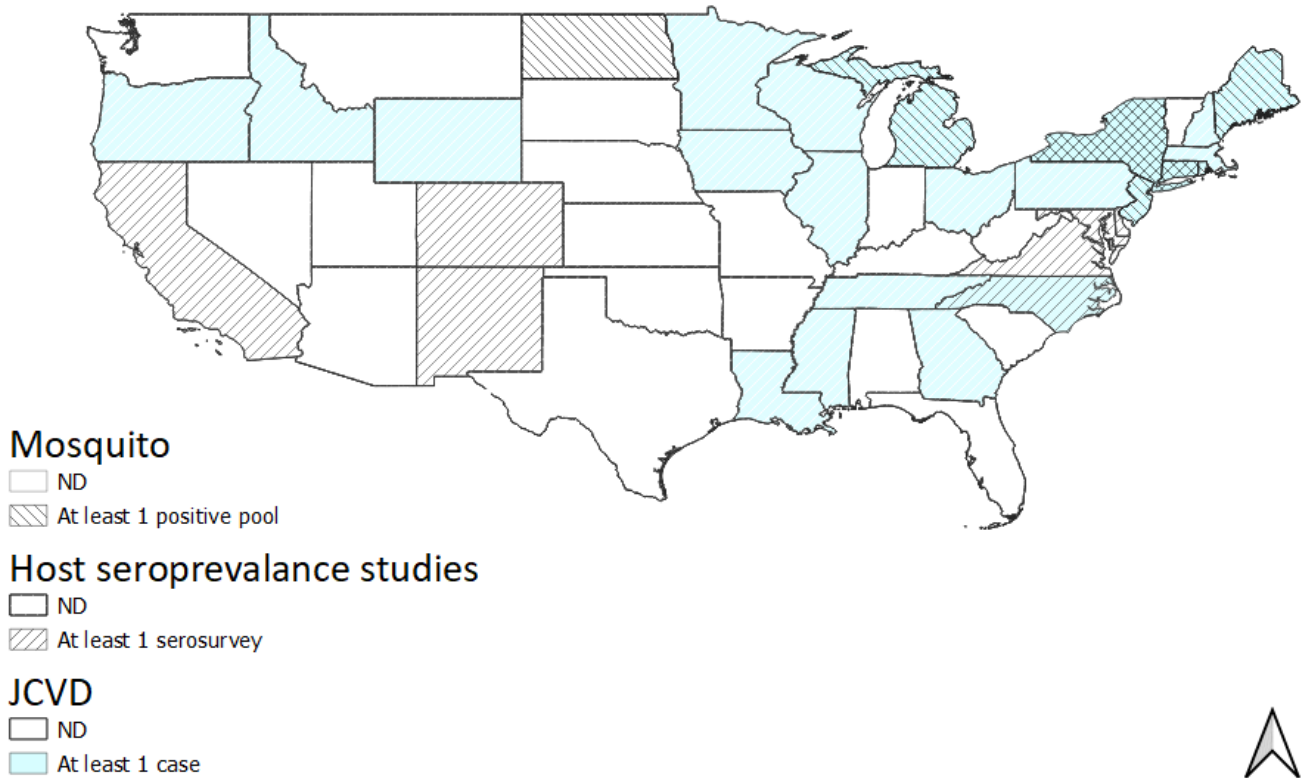 Mosquito
ND
At least 1 positive pool
Host seroprevalance studies
ND
At least 1 serosurvey
JCVD
ND
At least 1 case